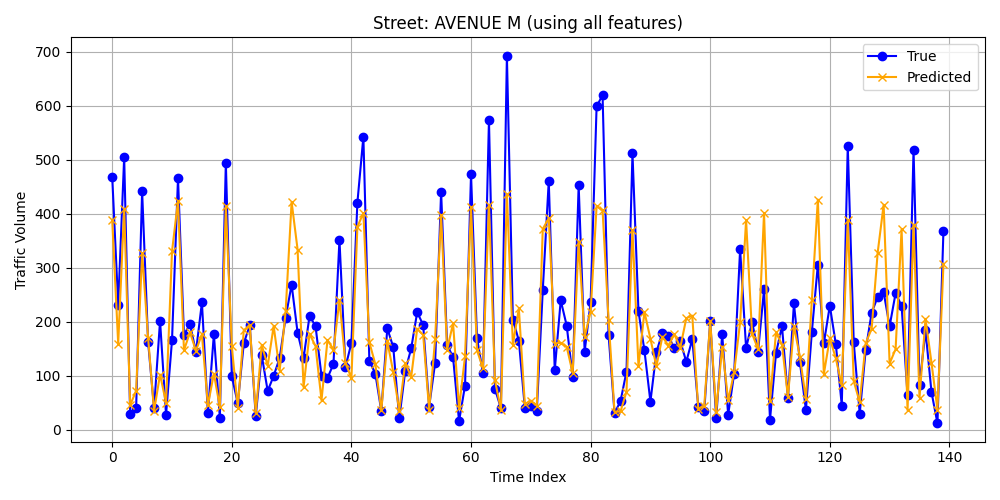 Street: AVENUE M (using all features)
True
Predicted
Traffic Volume
700
600
500
400
300
200
100
0
0 20 40 60 80 100 120 140
Time Index